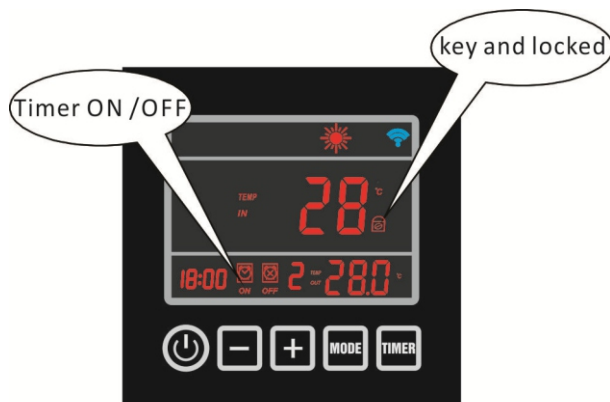 key and locked
Timer ON /OFF
TEMP
IN
28 °C
18:00 ON OFF 2 TEMP OUT 28.0 °C
MODE TIMER